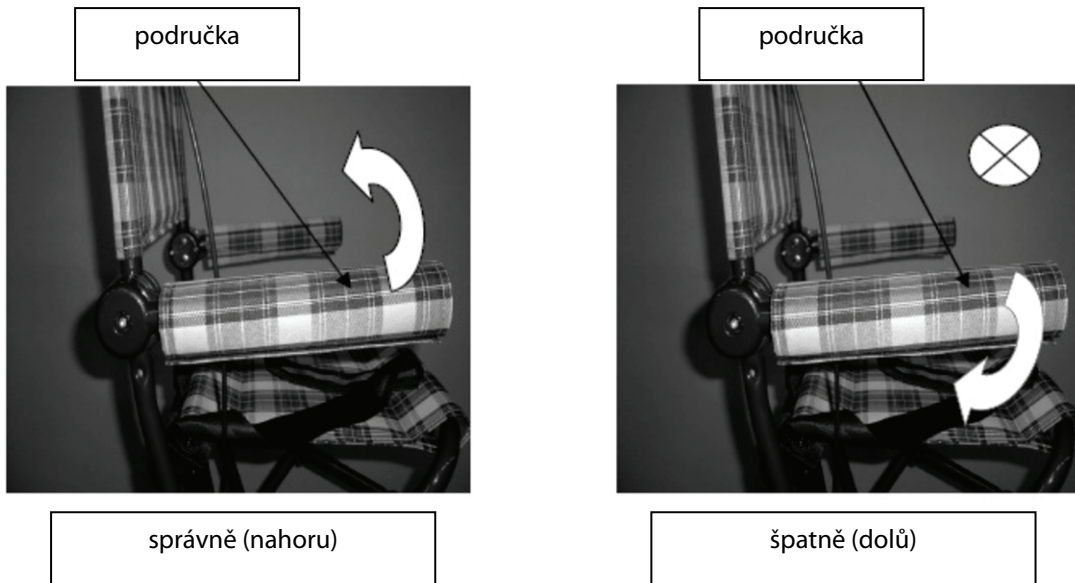 područka
područka
správně (nahoru)
špatně (dolů)